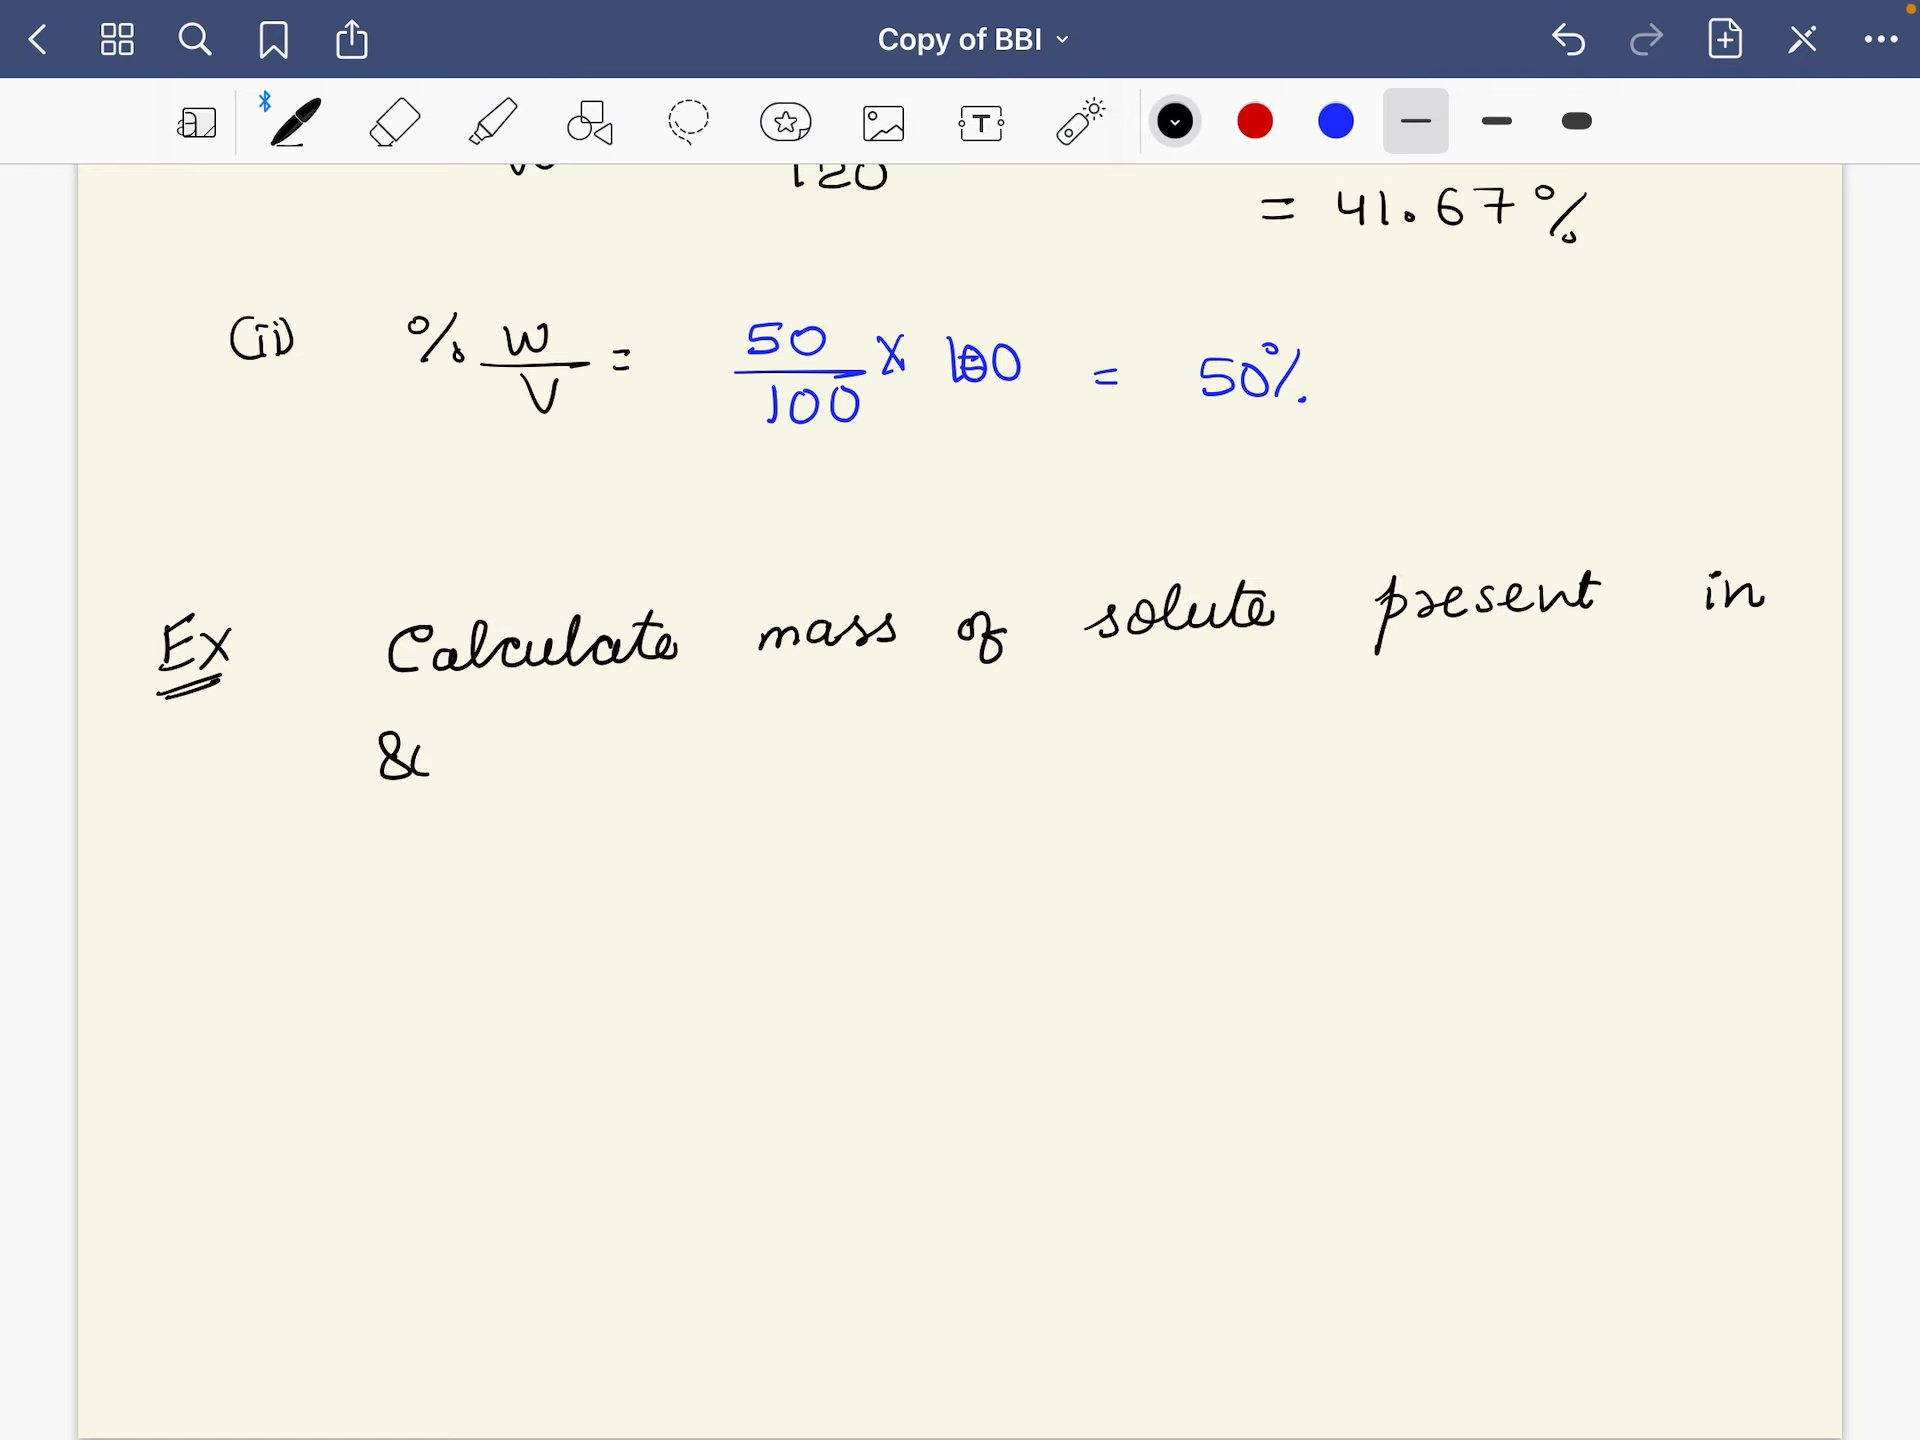 Copy of BBI
120
= 41.67%
(ii) % W/V = 50/100 x 100 = 50%.
Ex Calculate mass of solute present in
&